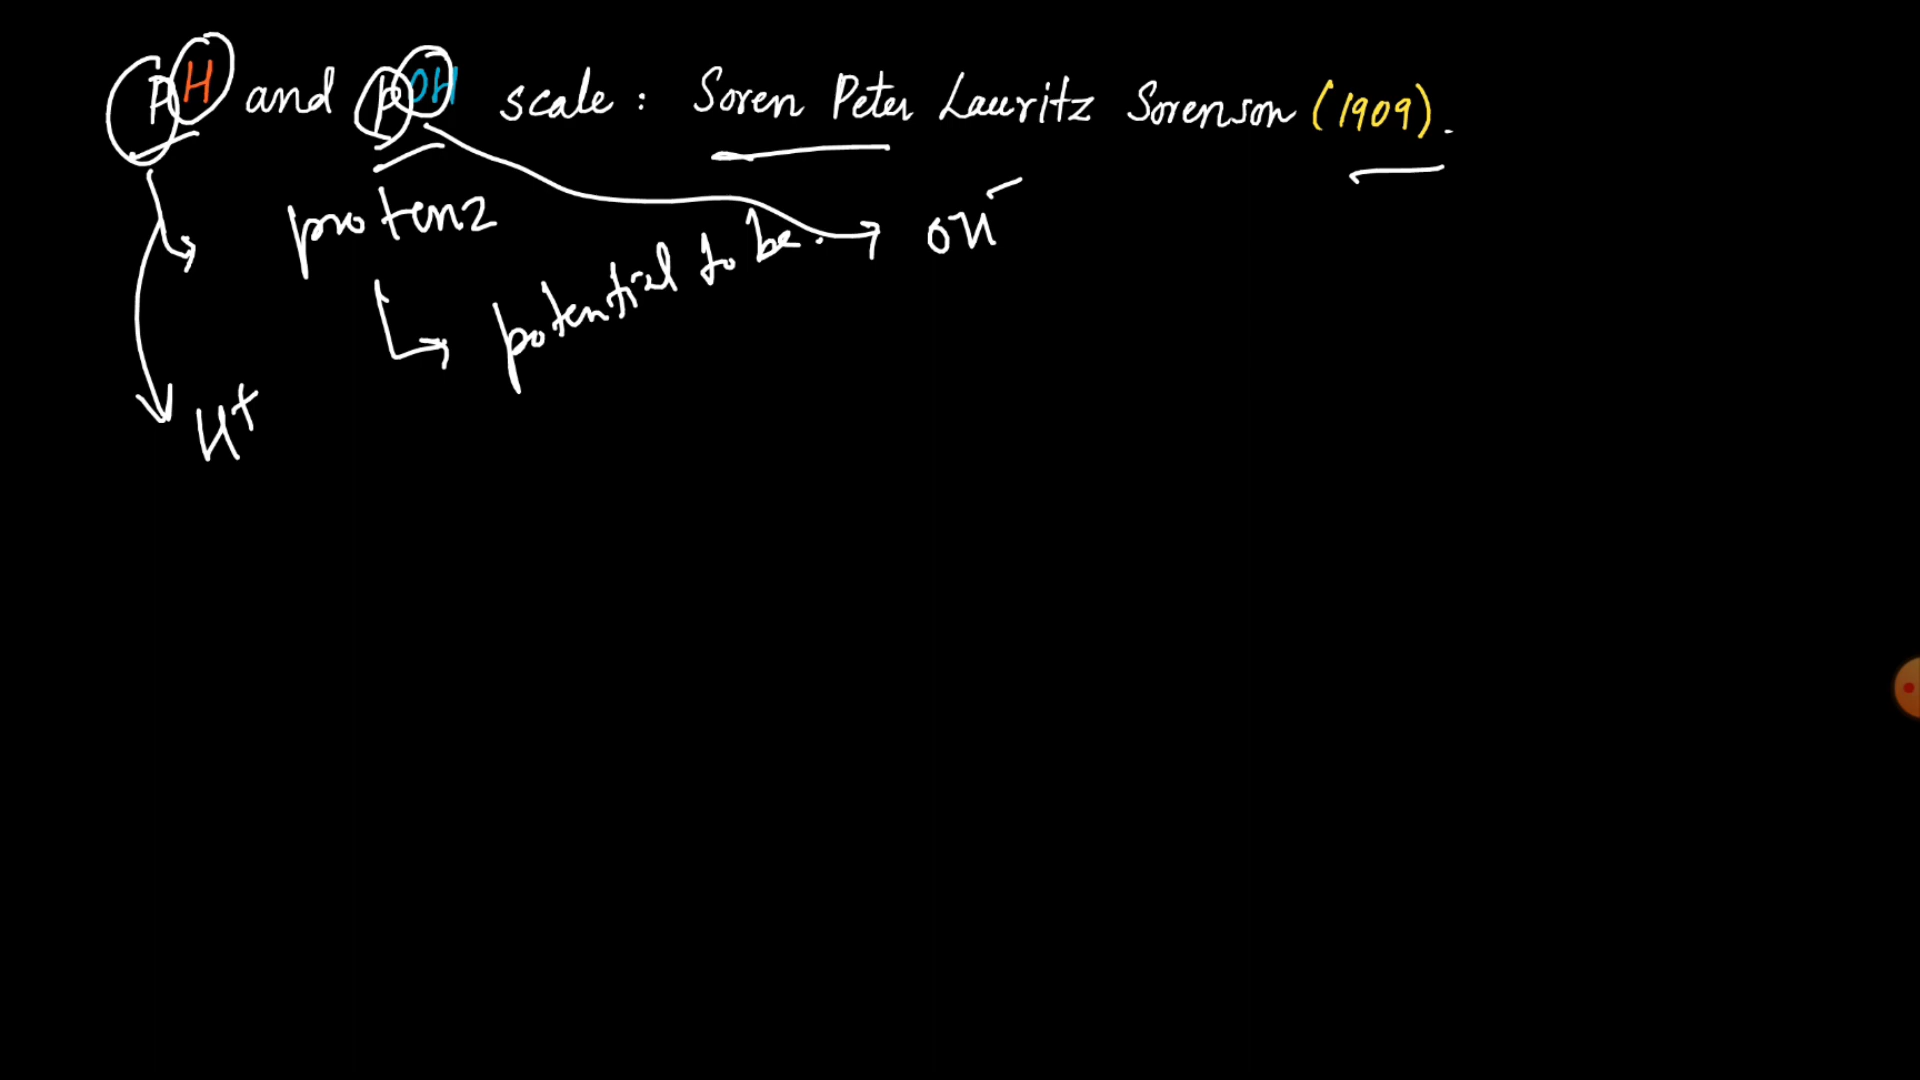 PH and POH scale : Soren Peter Lauritz Sorenson (1909).
protenz
OH⁻
potential to be.
H⁺